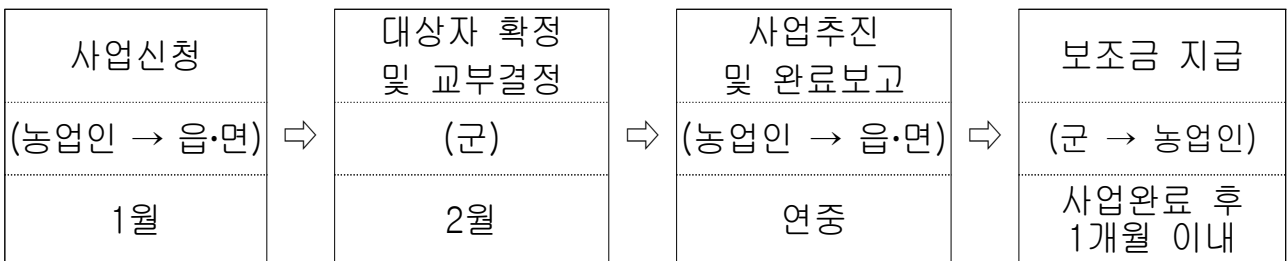 사업신청
(농업인 → 읍·면)
1월
⇨
대상자 확정
및 교부결정
(군)
2월
⇨
사업추진
및 완료보고
(농업인 → 읍·면)
연중
⇨
보조금 지급
(군 → 농업인)
사업완료 후
1개월 이내